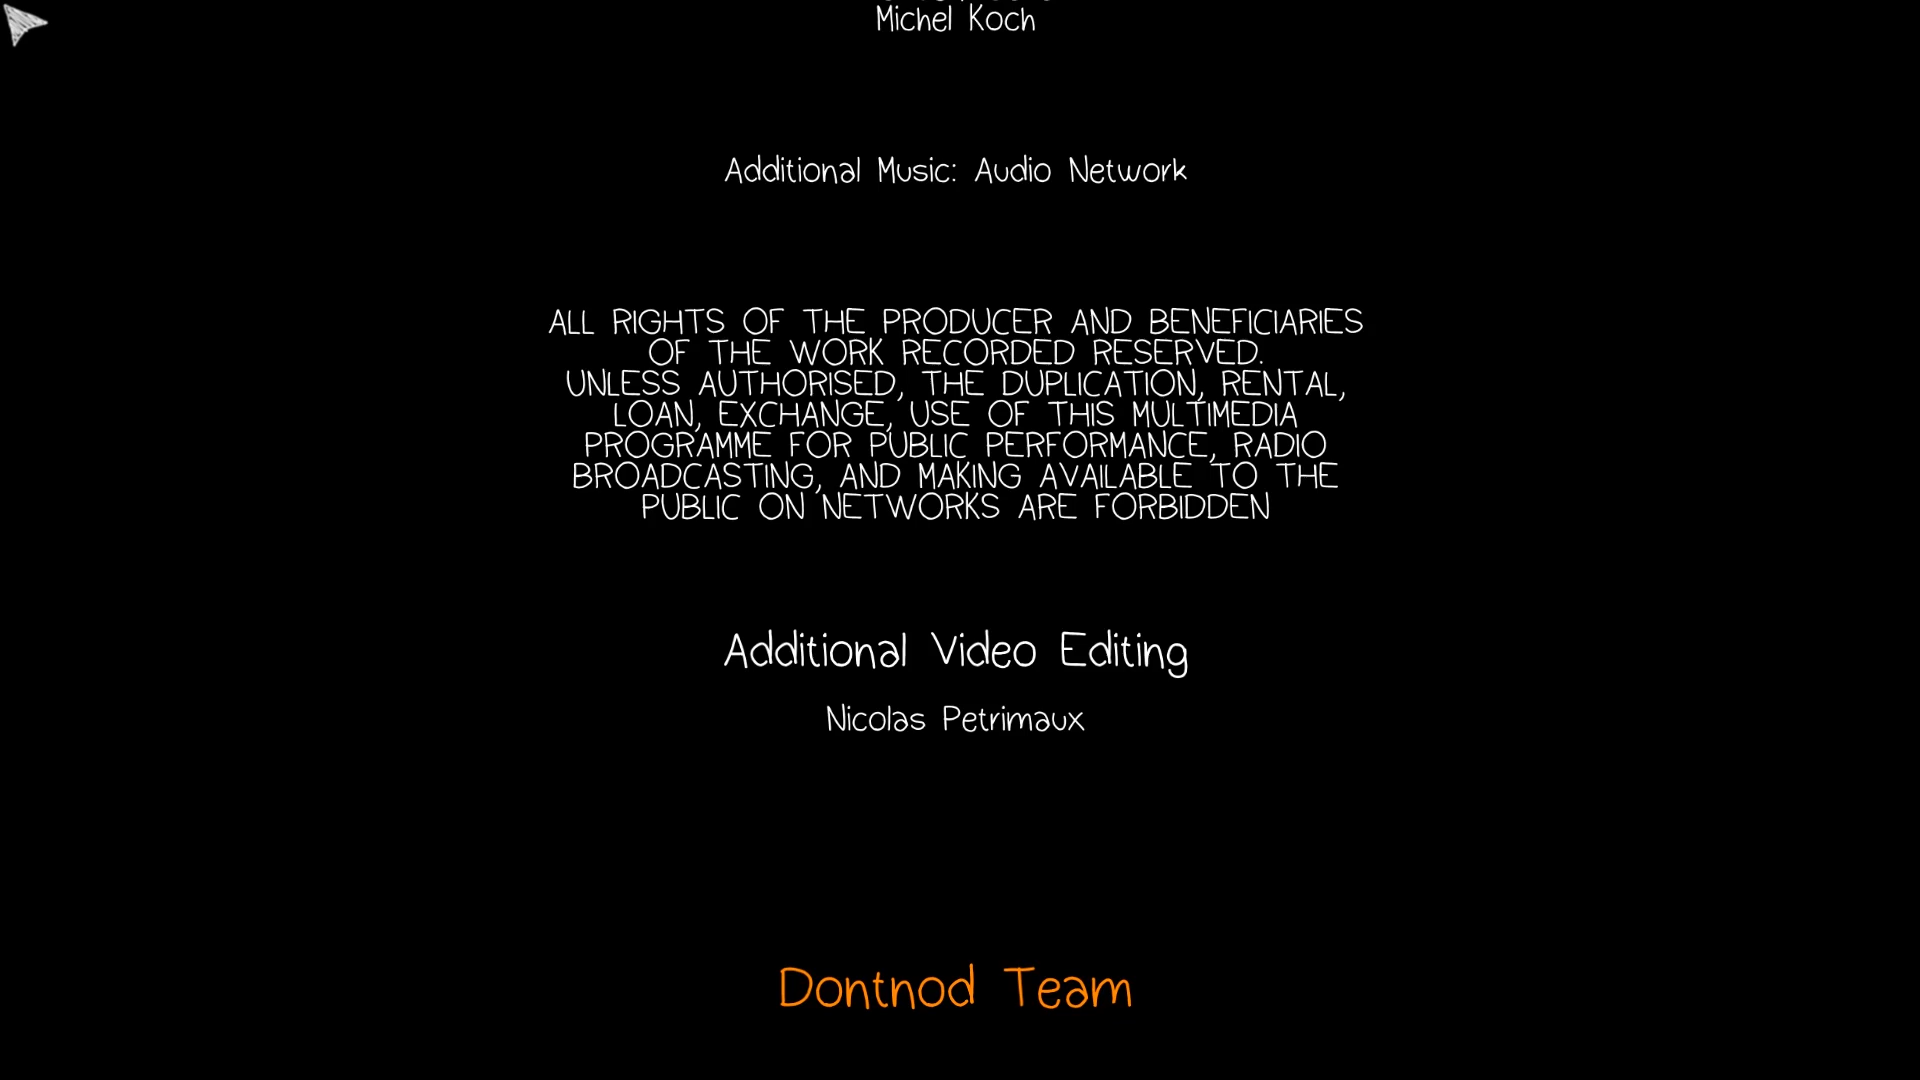 Michel Koch
Additional Music: Audio Network
ALL RIGHTS OF THE PRODUCER AND BENEFICIARIES
OF THE WORK RECORDED RESERVED.
UNLESS AUTHORISED, THE DUPLICATION, RENTAL,
LOAN, EXCHANGE, USE OF THIS MULTIMEDIA
PROGRAMME FOR PUBLIC PERFORMANCE, RADIO
BROADCASTING, AND MAKING AVAILABLE TO THE
PUBLIC ON NETWORKS ARE FORBIDDEN
Additional Video Editing
Nicolas Petrimaux
Dontnod Team